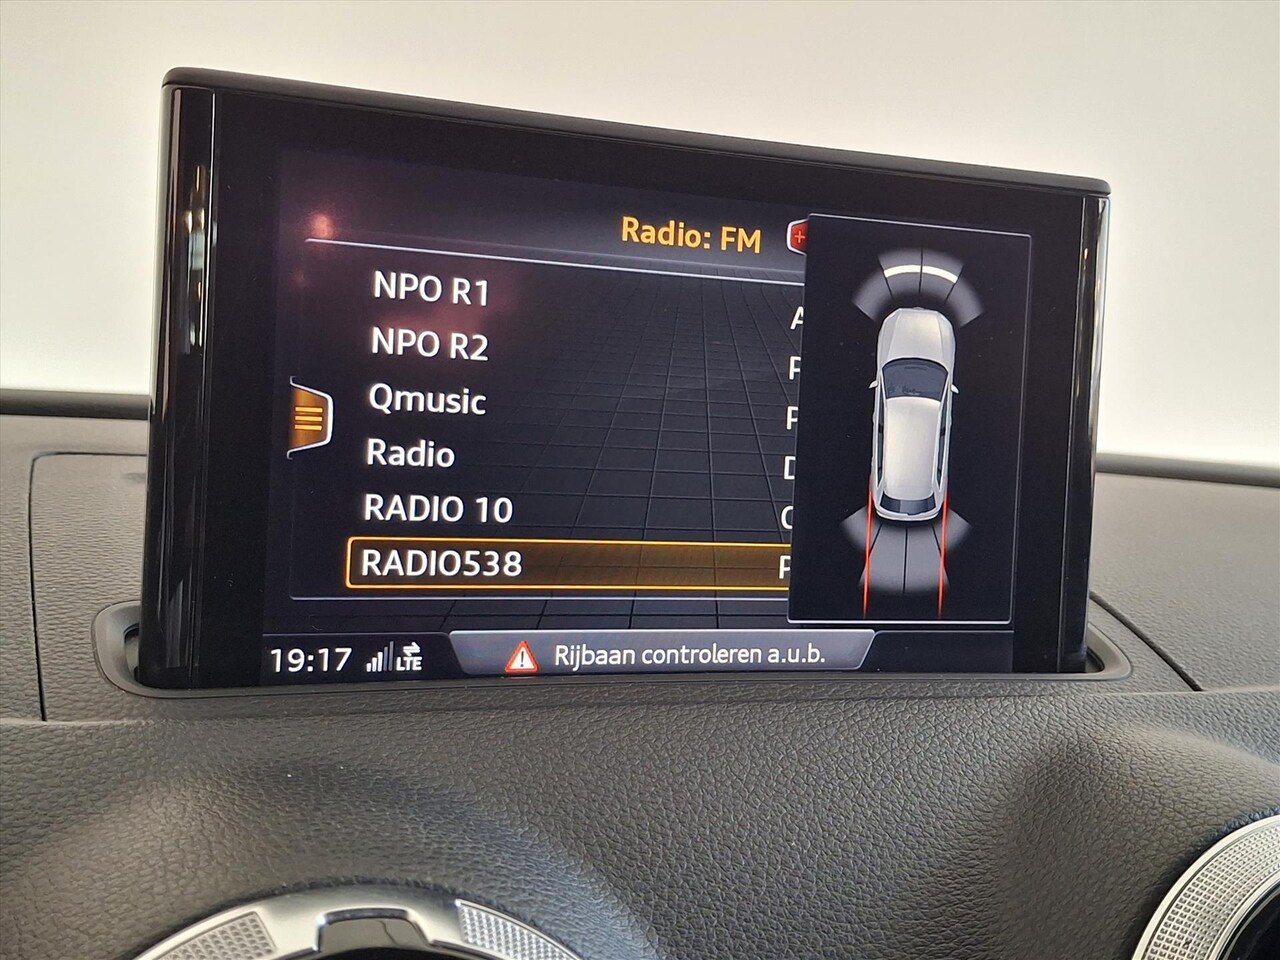 Radio: FM
NPO R1
NPO R2
Qmusic
Radio
RADIO 10
RADIO538
19:17 LTE
Rijbaan controleren a.u.b.